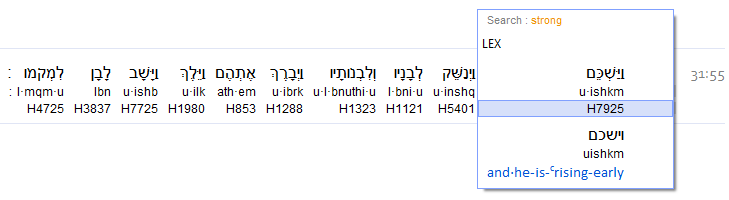 Search : strong
LEX
וַיַּשְׁכֵּם
u·ishkm
H7925
וישכם
uishkm
and·he-is-ᶜrising-early
31:55
וַיְנַשֵּׁק לְבָנָיו וְלִבְנוֹתָיו וַיְבָרֶךְ אֶתְהֶם וַיֵּלֶךְ וַיָּשָׁב לָבָן לִמְקֹמוֹ :
: l·mqm·u lbn u·ishb u·ilk ath·em u·ibrk u·l·bnuthi·u l·bni·u u·inshq
H4725 H3837 H7725 H1980 H853 H1288 H1323 H1121 H5401